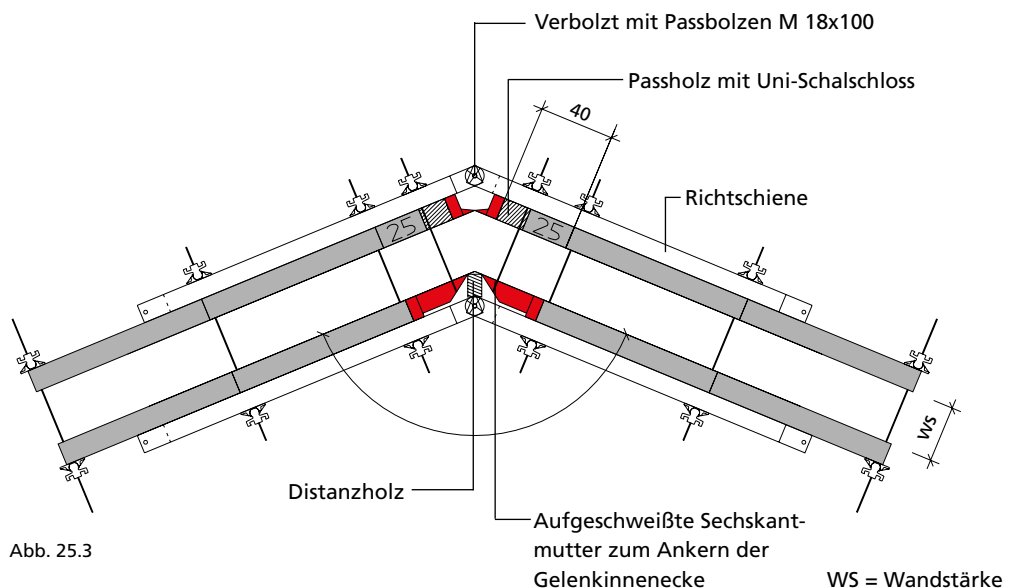 Verbolzt mit Passbolzen M 18x100
Passholz mit Uni-Schalschloss
40
Richtschiene
25
25
WS
Distanzholz
Aufgeschweißte Sechskant-
mutter zum Ankern der
Gelenkinnenecke
Abb. 25.3
WS = Wandstärke